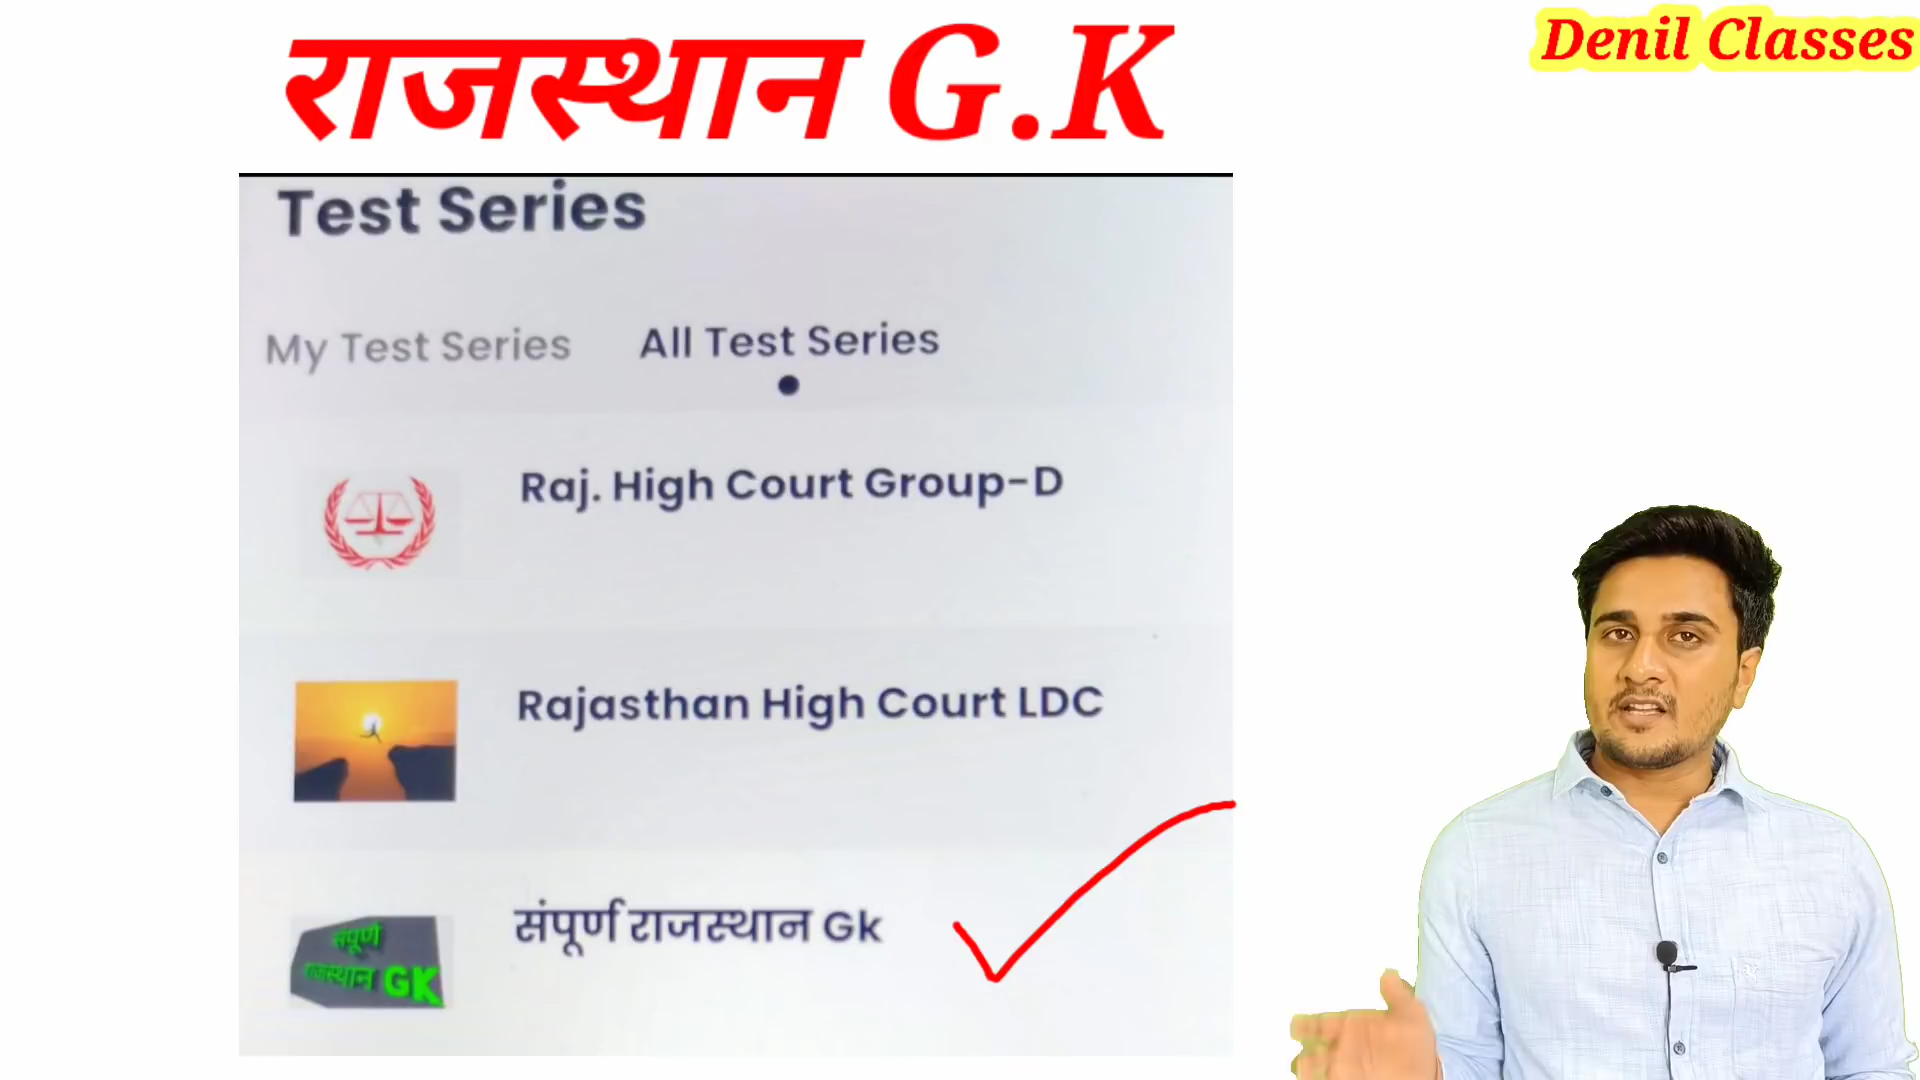 राजस्थान G.K
Denil Classes
Test Series
My Test Series
All Test Series
Raj. High Court Group-D
Rajasthan High Court LDC
संपूर्ण राजस्थान Gk
संपूर्ण
राजस्थान GK